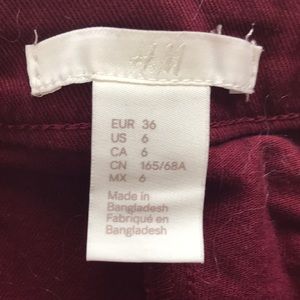 H&M
EUR 36
US 6
CA 6
CN 165/68A
MX 6
Made in
Bangladesh
Fabriqué en
Bangladesh